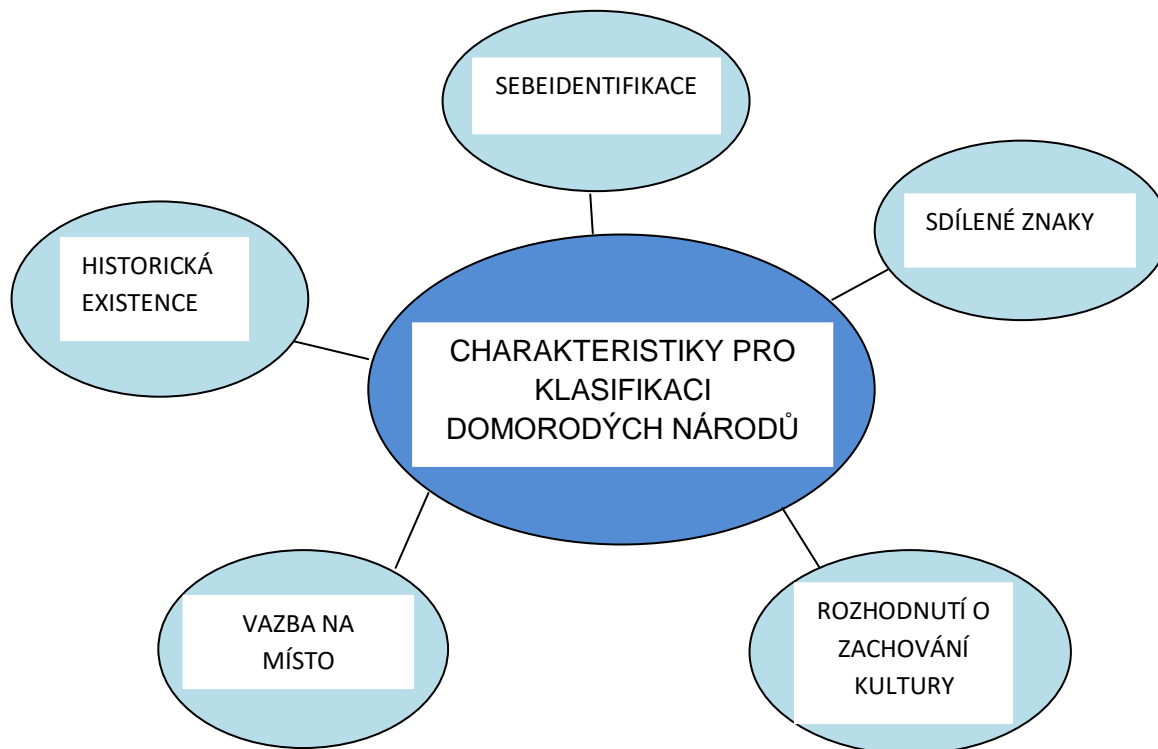 SEBEIDENTIFIKACE
SDÍLENÉ ZNAKY
HISTORICKÁ
EXISTENCE
CHARAKTERISTIKY PRO
KLASIFIKACI
DOMORODÝCH NÁRODŮ
VAZBA NA
MÍSTO
ROZHODNUTÍ O
ZACHOVÁNÍ
KULTURY